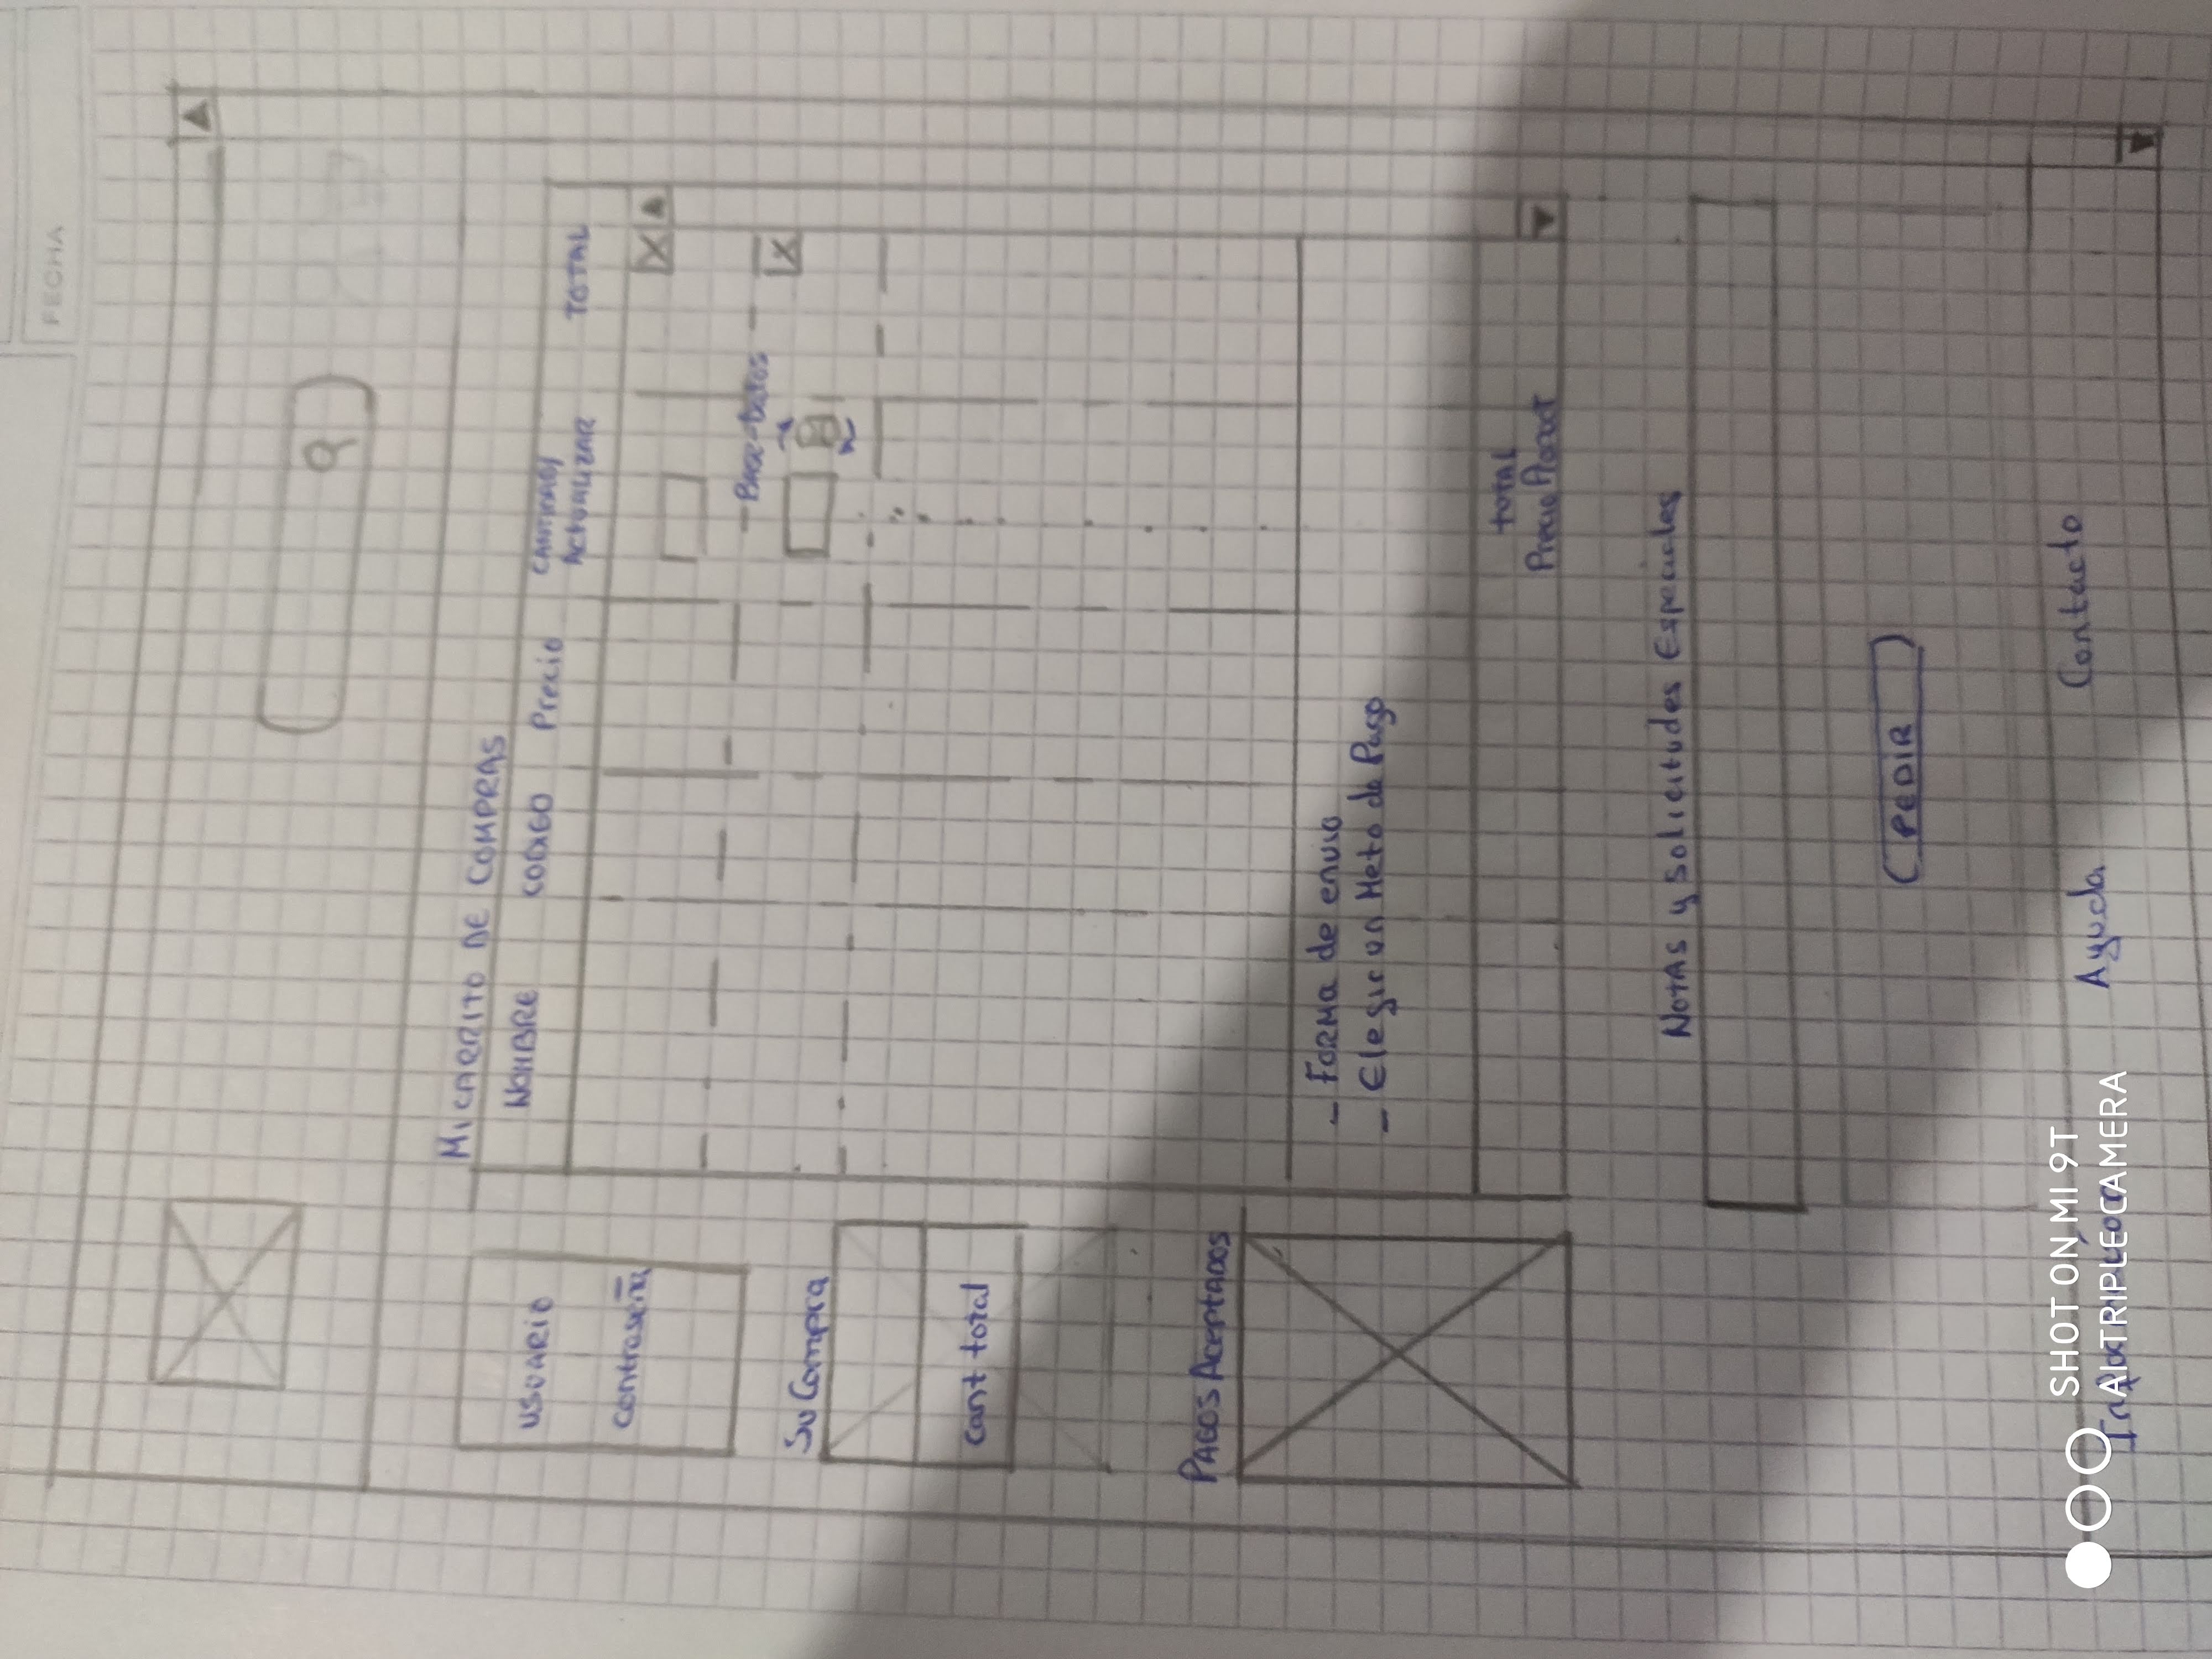 FECHA
MI CARRITO DE COMPRAS
NOMBRE
CODIGO
Precio
CANTIDAD/
ACTUALIZAR
TOTAL
USUARIO
contraseña
Base-Datos
Su Compra
cant total
PAGOS ACEPTADOS
- FORMA de envio
- Elegir un Meto de Pago
TOTAL
Precio
NOTAS y Solicitudes Especiales
PEDIR
Información
Ayuda
Contacto
SHOT ON MI 9T
AI TRIPLE CAMERA